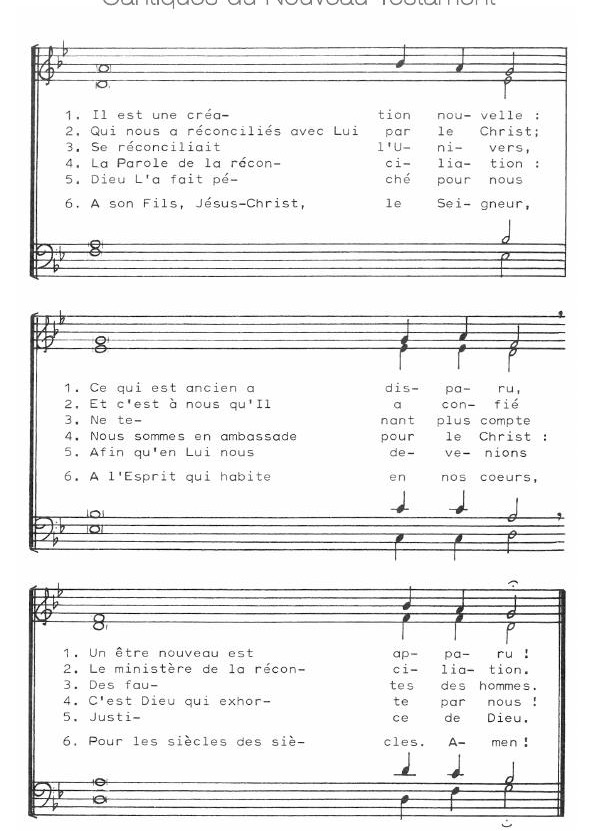 Cantiques du Nouveau Testament
1. Il est une créa- tion nou- velle :
2. Qui nous a réconciliés avec Lui par le Christ;
3. Se réconciliait l'U- ni- vers,
4. La Parole de la récon- ci- lia- tion :
5. Dieu L'a fait pé- ché pour nous
6. A son Fils, Jésus-Christ, le Sei- gneur,
1. Ce qui est ancien a dis- pa- ru,
2. Et c'est à nous qu'Il a con- fié
3. Ne te- nant plus compte
4. Nous sommes en ambassade pour le Christ :
5. Afin qu'en Lui nous de- ve- nions
6. A l'Esprit qui habite en nos coeurs,
1. Un être nouveau est ap- pa- ru !
2. Le ministère de la récon- ci- lia- tion.
3. Des fau- tes des hommes.
4. C'est Dieu qui exhor- te par nous !
5. Justi- ce de Dieu.
6. Pour les siècles des siè- cles. A- men !